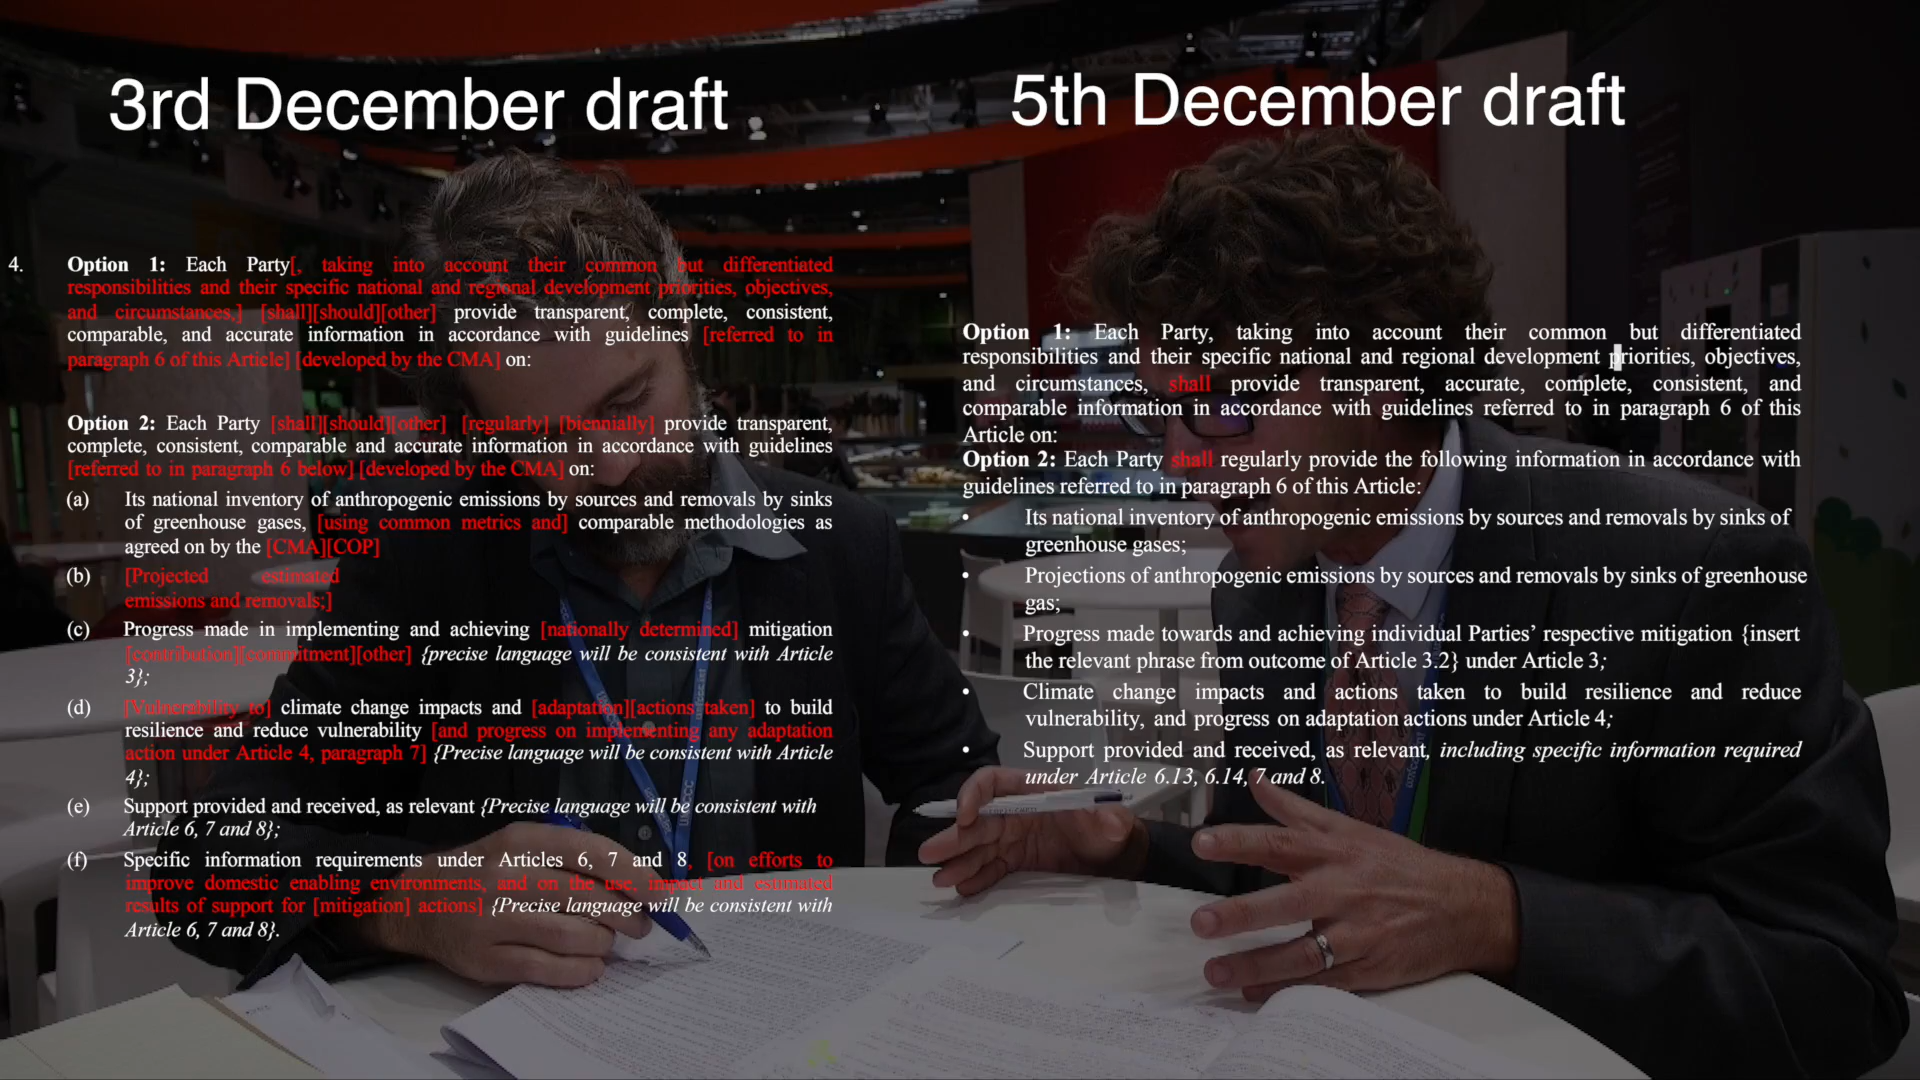 3rd December draft
4. Option 1: Each Party[, taking into account their common but differentiated
responsibilities and their specific national and regional development priorities, objectives,
and circumstances,] [shall][should][other] provide transparent, complete, consistent,
comparable, and accurate information in accordance with guidelines [referred to in
paragraph 6 of this Article] [developed by the CMA] on:
Option 2: Each Party [shall][should][other] [regularly] [biennially] provide transparent,
complete, consistent, comparable and accurate information in accordance with guidelines
[referred to in paragraph 6 below] [developed by the CMA] on:
(a) Its national inventory of anthropogenic emissions by sources and removals by sinks
of greenhouse gases, [using common metrics and] comparable methodologies as
agreed on by the [CMA][COP]
(b) [Projected estimated
emissions and removals;]
(c) Progress made in implementing and achieving [nationally determined] mitigation
[contribution][commitment][other] {precise language will be consistent with Article
3};
(d) [Vulnerability to] climate change impacts and [adaptation][actions taken] to build
resilience and reduce vulnerability [and progress on implementing any adaptation
action under Article 4, paragraph 7] {Precise language will be consistent with Article
4};
(e) Support provided and received, as relevant {Precise language will be consistent with
Article 6, 7 and 8};
(f) Specific information requirements under Articles 6, 7 and 8, [on efforts to
improve domestic enabling environments, and on the use, impact and estimated
results of support for [mitigation] actions] {Precise language will be consistent with
Article 6, 7 and 8}.
5th December draft
Option 1: Each Party, taking into account their common but differentiated
responsibilities and their specific national and regional development priorities, objectives,
and circumstances, shall provide transparent, accurate, complete, consistent, and
comparable information in accordance with guidelines referred to in paragraph 6 of this
Article on:
Option 2: Each Party shall regularly provide the following information in accordance with
guidelines referred to in paragraph 6 of this Article:
• Its national inventory of anthropogenic emissions by sources and removals by sinks of
greenhouse gases;
• Projections of anthropogenic emissions by sources and removals by sinks of greenhouse
gas;
• Progress made towards and achieving individual Parties' respective mitigation {insert
the relevant phrase from outcome of Article 3.2} under Article 3;
• Climate change impacts and actions taken to build resilience and reduce
vulnerability, and progress on adaptation actions under Article 4;
• Support provided and received, as relevant, including specific information required
under Article 6.13, 6.14, 7 and 8.